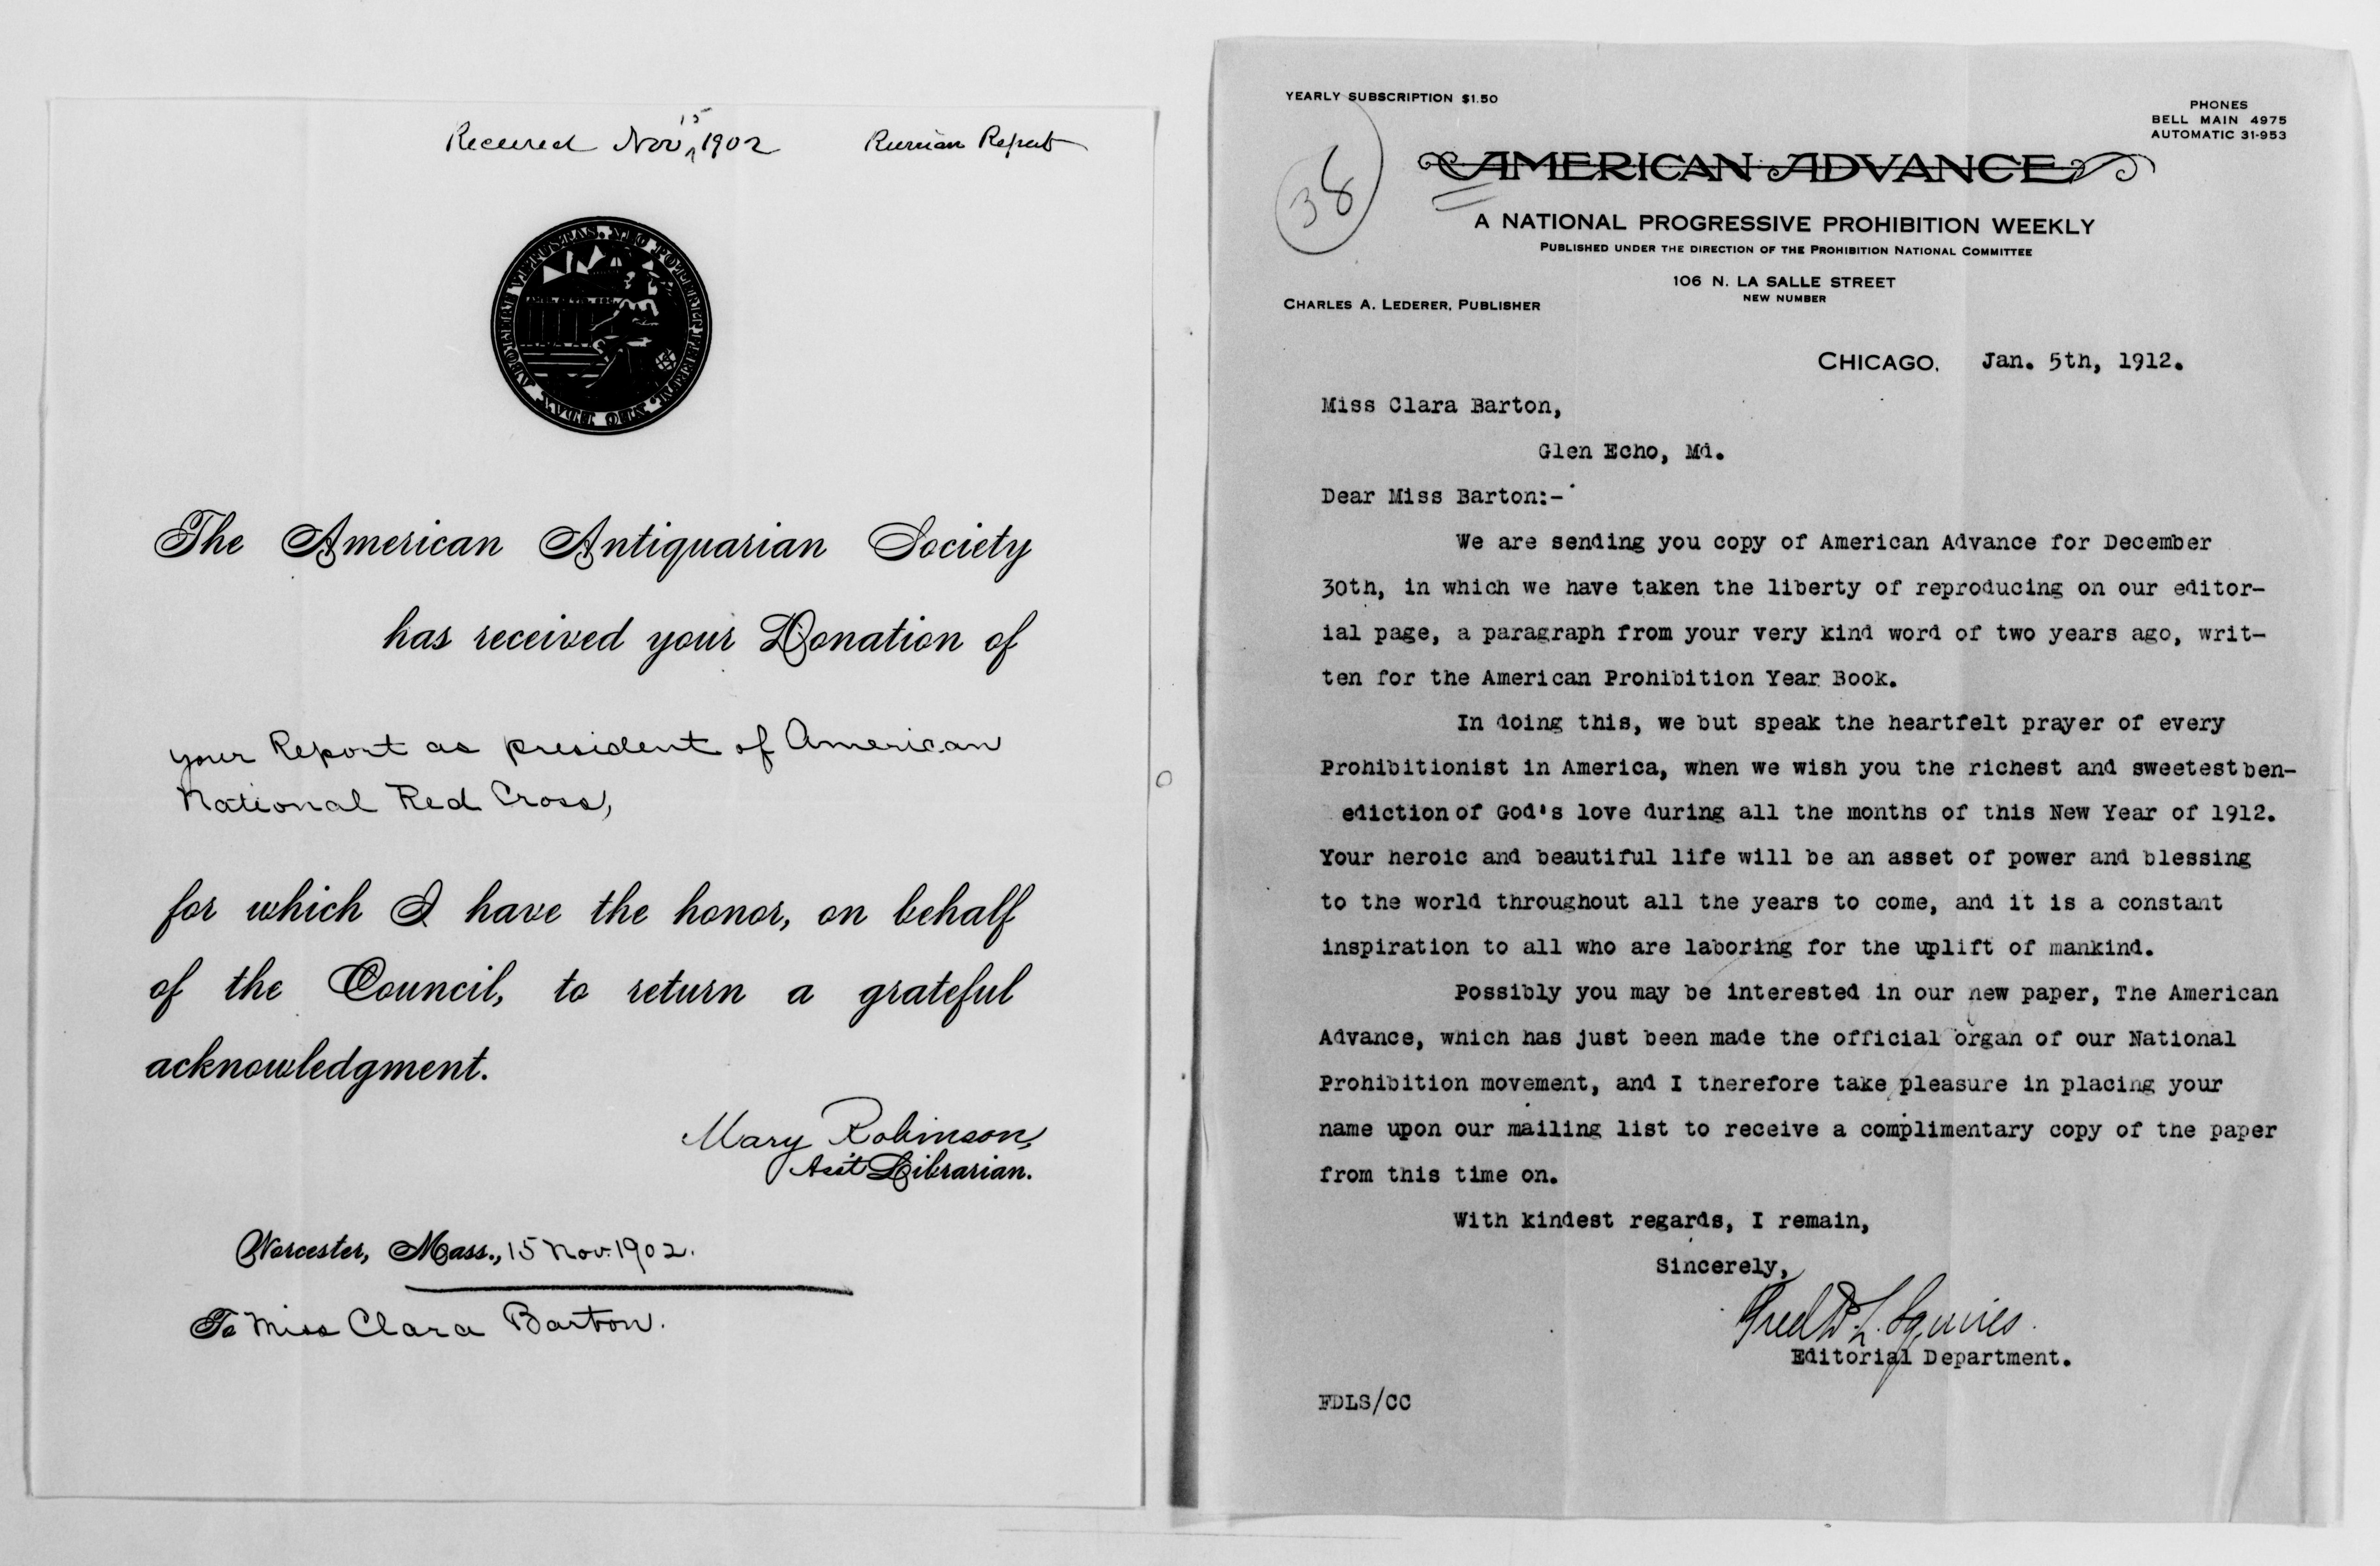 Received Nov 15 1902 Russian Report
The American Antiquarian Society
has received your Donation of
your Report as president of American
National Red Cross,
for which I have the honor, on behalf
of the Council, to return a grateful
acknowledgment.
Mary Robinson,
Ass't Librarian.
Worcester, Mass., 15 Nov. 1902.
To Miss Clara Barton.
YEARLY SUBSCRIPTION $1.50
PHONES
BELL MAIN 4975
AUTOMATIC 31-953
38
AMERICAN ADVANCE
A NATIONAL PROGRESSIVE PROHIBITION WEEKLY
PUBLISHED UNDER THE DIRECTION OF THE PROHIBITION NATIONAL COMMITTEE
106 N. LA SALLE STREET
NEW NUMBER
CHARLES A. LEDERER, PUBLISHER
CHICAGO, Jan. 5th, 1912.
Miss Clara Barton,
Glen Echo, Md.
Dear Miss Barton:-
We are sending you copy of American Advance for December
30th, in which we have taken the liberty of reproducing on our editor-
ial page, a paragraph from your very kind word of two years ago, writ-
ten for the American Prohibition Year Book.
In doing this, we but speak the heartfelt prayer of every
Prohibitionist in America, when we wish you the richest and sweetest ben-
ediction of God's love during all the months of this New Year of 1912.
Your heroic and beautiful life will be an asset of power and blessing
to the world throughout all the years to come, and it is a constant
inspiration to all who are laboring for the uplift of mankind.
Possibly you may be interested in our new paper, The American
Advance, which has just been made the official organ of our National
Prohibition movement, and I therefore take pleasure in placing your
name upon our mailing list to receive a complimentary copy of the paper
from this time on.
With kindest regards, I remain,
Sincerely,
Fred D. L. Squires.
Editorial Department.
FDLS/CC